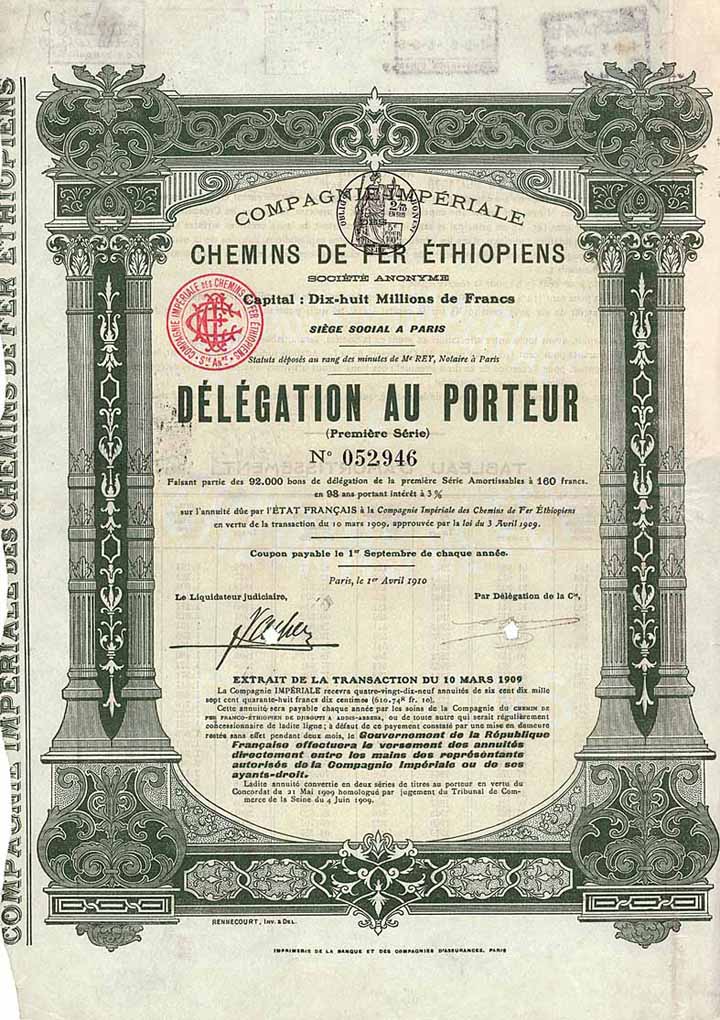 COMPAGNIE IMPÉRIALE DES CHEMINS DE FER ÉTHIOPIENS
COMPAGNIE IMPÉRIALE
CHEMINS DE FER ÉTHIOPIENS
SOCIÉTÉ ANONYME
Capital : Dix-huit Millions de Francs
COMPAGNIE IMPÉRIALE DES CHEMINS DE FER ÉTHIOPIENS
Sté ANme
SIÈGE SOCIAL A PARIS
Statuts déposés au rang des minutes de Me REY, Notaire à Paris
DÉLÉGATION AU PORTEUR
(Première Série)
N° 052946
Faisant partie des 92.000 bons de délégation de la première Série Amortissables à 160 francs.
en 98 ans portant intérêt à 3 %
sur l'annuité dûe par l'ÉTAT FRANÇAIS à la Compagnie Impériale des Chemins de Fer Éthiopiens
en vertu de la transaction du 10 mars 1909, approuvée par la loi du 3 Avril 1909.
Coupon payable le 1er Septembre de chaque année.
Paris, le 1er Avril 1910
Le Liquidateur judiciaire,
Par Délégation de la Cie,
EXTRAIT DE LA TRANSACTION DU 10 MARS 1909
La Compagnie IMPÉRIALE recevra quatre-vingt-dix-neuf annuités de six cent dix mille
sept cent quarante-huit francs dix centimes (610.748 fr. 10).
Cette annuité sera payable chaque année par les soins de la Compagnie du CHEMIN DE
FER FRANCO-ÉTHIOPIEN DE DJIBOUTI A ADDIS-ABBEBA, ou de toute autre qui serait régulièrement
concessionnaire de ladite ligne ; à défaut de ce payement constaté par une mise en demeure
restée sans effet pendant deux mois, le Gouvernement de la République
Française effectuera le versement des annuités
directement entre les mains des représentants
autorisés de la Compagnie Impériale ou de ses
ayants-droit.
Ladite annuité convertie en deux séries de titres au porteur en vertu du
Concordat du 21 Mai 1909 homologué par jugement du Tribunal de Com-
merce de la Seine du 4 Juin 1909.
RENNECOURT, INV. & DEL.
IMPRIMERIE DE LA BANQUE ET DES COMPAGNIES D'ASSURANCES, PARIS